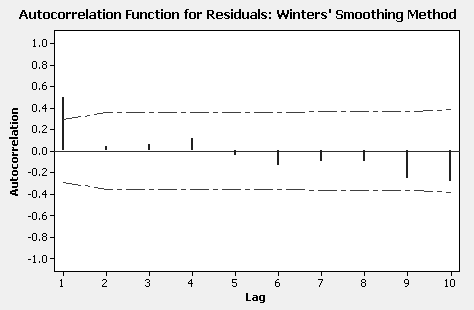 Autocorrelation Function for Residuals: Winters' Smoothing Method
1.0
0.8
0.6
0.4
0.2
0.0
-0.2
-0.4
-0.6
-0.8
-1.0
Autocorrelation
1 2 3 4 5 6 7 8 9 10
Lag